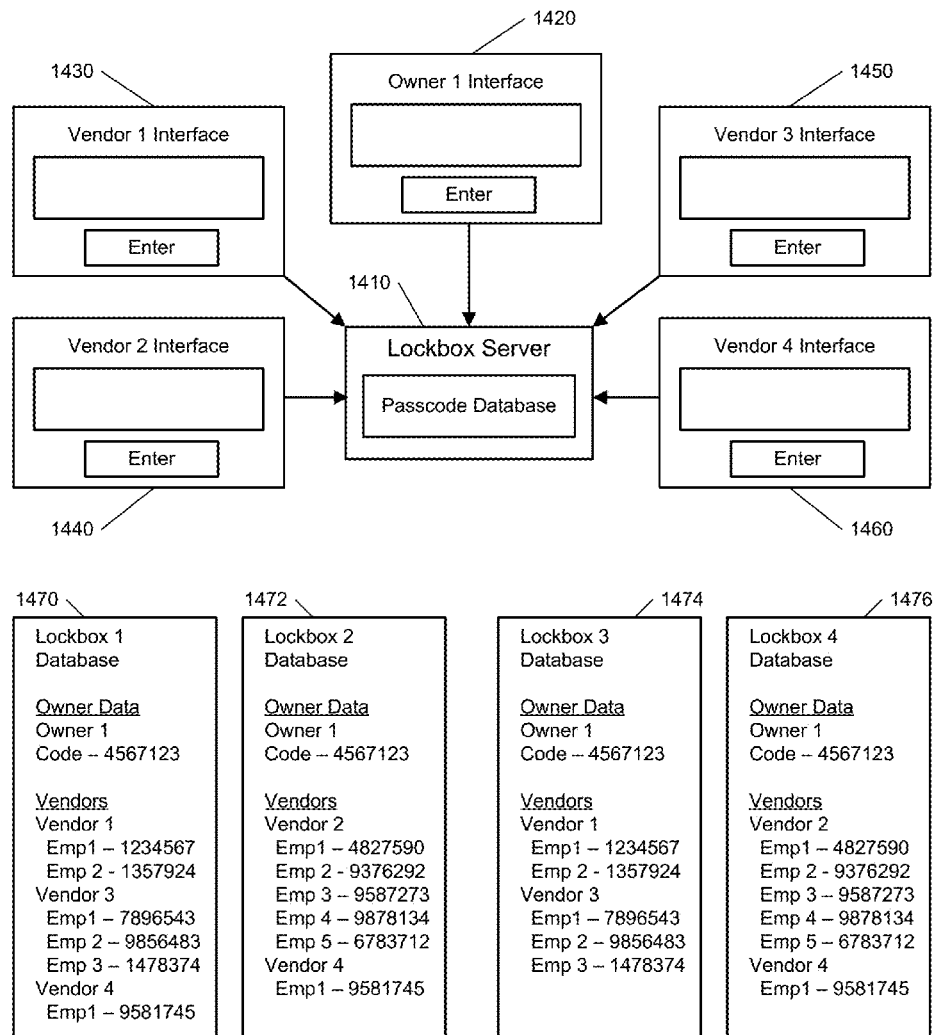 1420
1430
Owner 1 Interface
1450
Vendor 1 Interface
Vendor 3 Interface
Enter
Enter
Enter
1410
Vendor 2 Interface
Lockbox Server
Vendor 4 Interface
Passcode Database
Enter
Enter
1440
1460
1470
Lockbox 1
Database
Owner Data
Owner 1
Code – 4567123
Vendors
Vendor 1
Emp1 – 1234567
Emp 2 - 1357924
Vendor 3
Emp1 – 7896543
Emp 2 – 9856483
Emp 3 – 1478374
Vendor 4
Emp1 – 9581745
1472
Lockbox 2
Database
Owner Data
Owner 1
Code – 4567123
Vendors
Vendor 2
Emp1 – 4827590
Emp 2 - 9376292
Emp 3 – 9587273
Emp 4 – 9878134
Emp 5 – 6783712
Vendor 4
Emp1 – 9581745
1474
Lockbox 3
Database
Owner Data
Owner 1
Code – 4567123
Vendors
Vendor 1
Emp1 – 1234567
Emp 2 - 1357924
Vendor 3
Emp1 – 7896543
Emp 2 – 9856483
Emp 3 – 1478374
1476
Lockbox 4
Database
Owner Data
Owner 1
Code – 4567123
Vendors
Vendor 2
Emp1 – 4827590
Emp 2 - 9376292
Emp 3 – 9587273
Emp 4 – 9878134
Emp 5 – 6783712
Vendor 4
Emp1 – 9581745